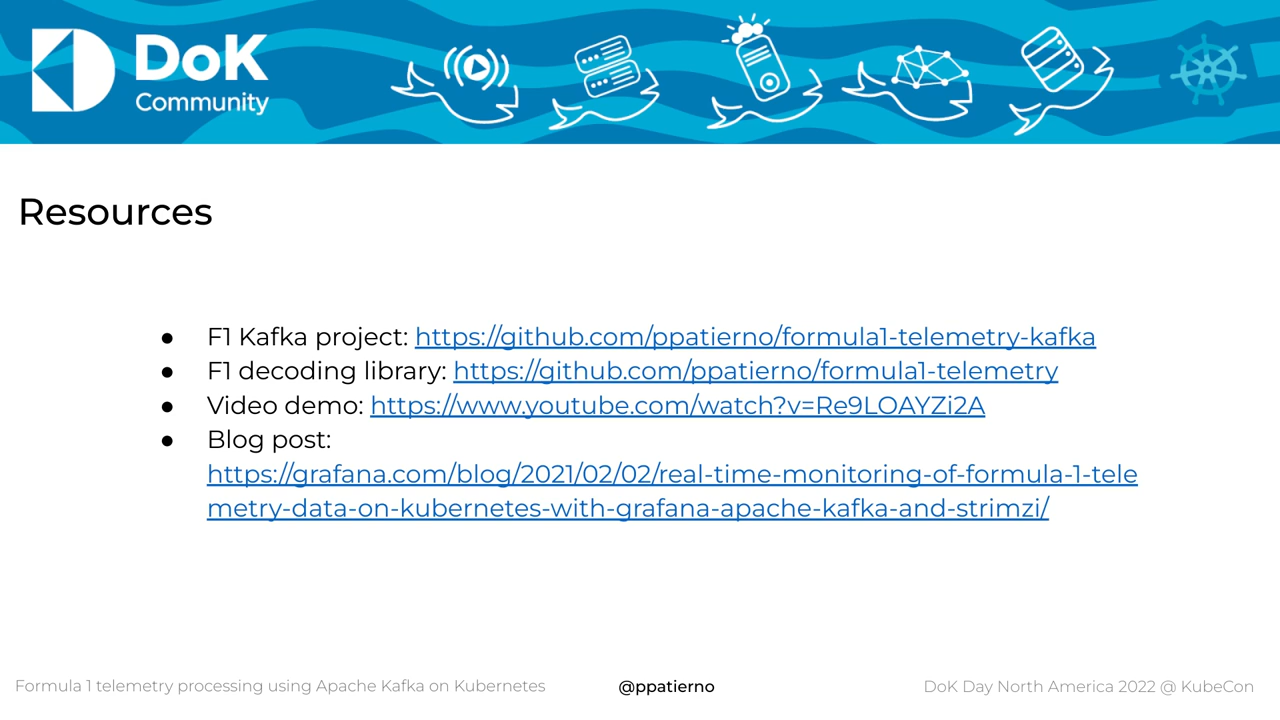 DoK
Community
Resources
● F1 Kafka project: https://github.com/ppatierno/formula1-telemetry-kafka
● F1 decoding library: https://github.com/ppatierno/formula1-telemetry
● Video demo: https://www.youtube.com/watch?v=Re9LOAYZi2A
● Blog post:
https://grafana.com/blog/2021/02/02/real-time-monitoring-of-formula-1-tele
metry-data-on-kubernetes-with-grafana-apache-kafka-and-strimzi/
Formula 1 telemetry processing using Apache Kafka on Kubernetes
@ppatierno
DoK Day North America 2022 @ KubeCon